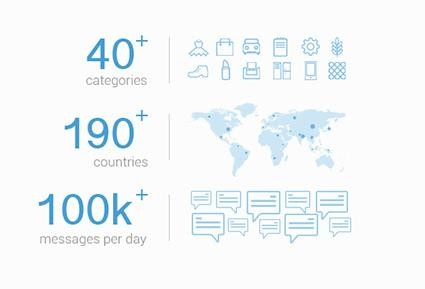 40+
categories
190+
countries
100k+
messages per day